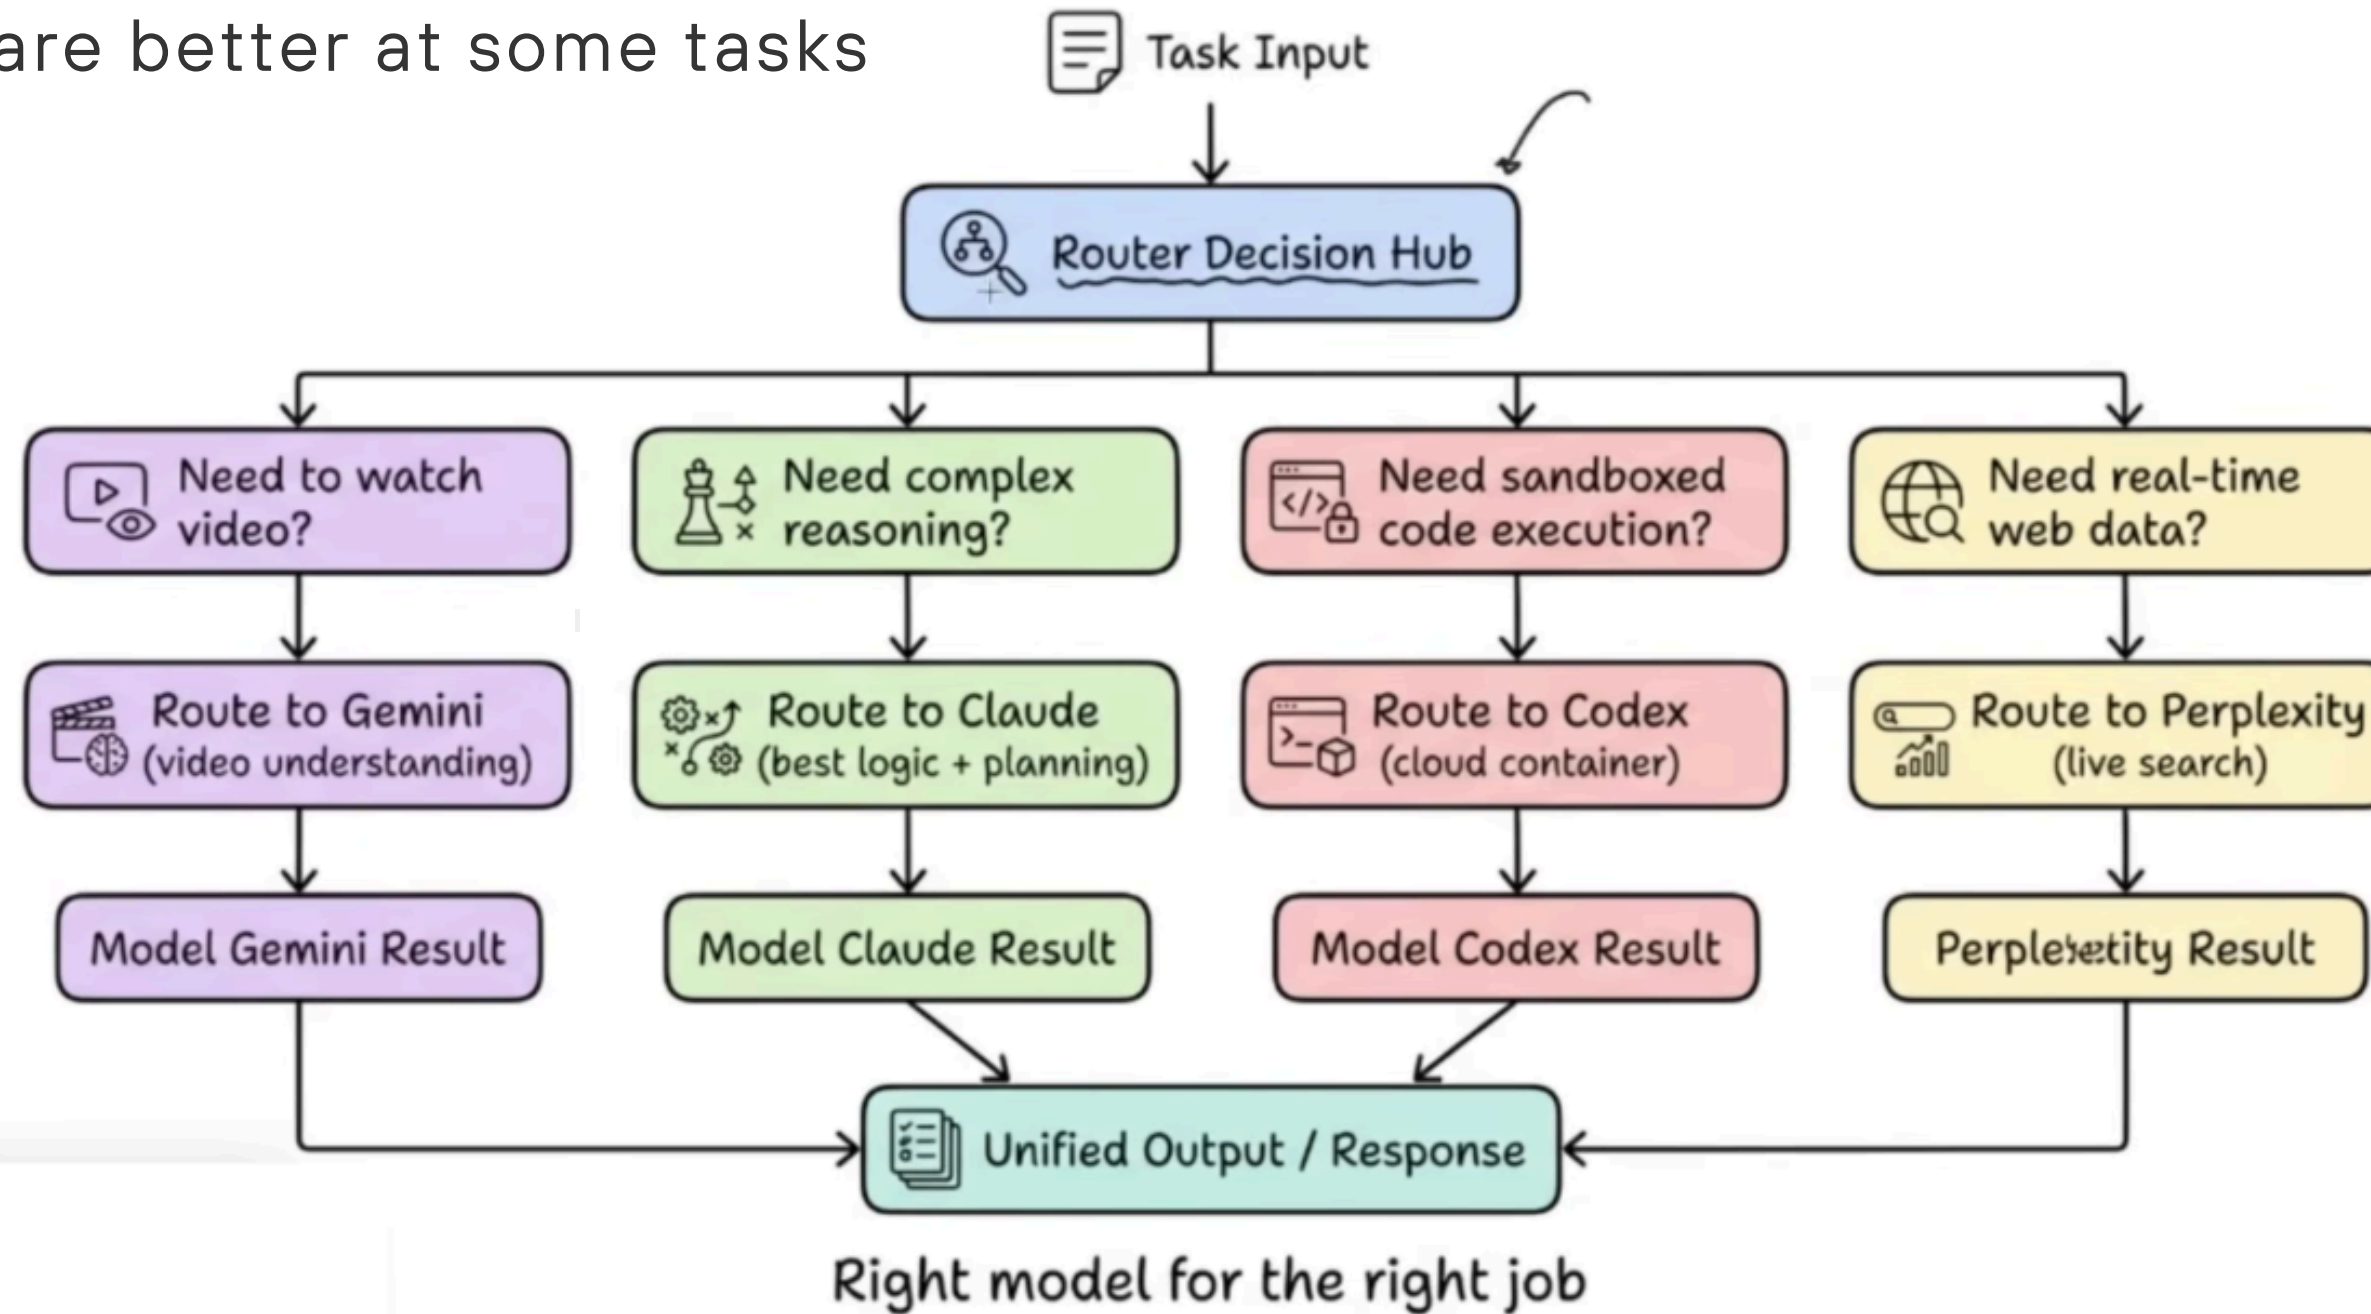 are better at some tasks
Task Input
Router Decision Hub
Need to watch
video?
Need complex
reasoning?
Need sandboxed
code execution?
Need real-time
web data?
Route to Gemini
(video understanding)
Route to Claude
(best logic + planning)
Route to Codex
(cloud container)
Route to Perplexity
(live search)
Model Gemini Result
Model Claude Result
Model Codex Result
Result
Unified Output / Response
Right model for the right job